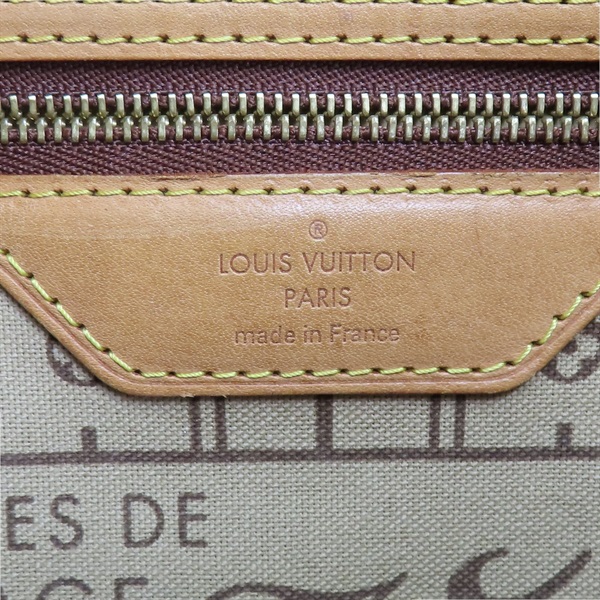 ®
LOUIS VUITTON
PARIS
made in France
ES DE